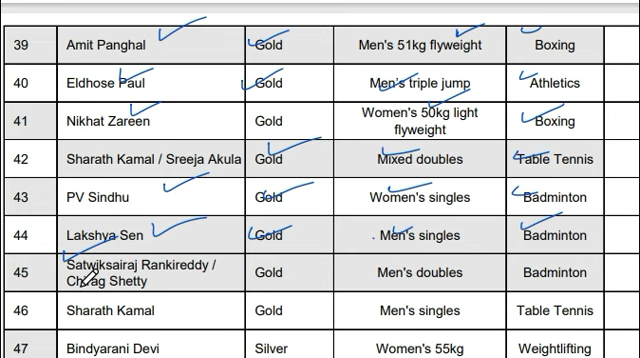 39 Amit Panghal Gold Men's 51kg flyweight Boxing
40 Eldhose Paul Gold Men's triple jump Athletics
41 Nikhat Zareen Gold Women's 50kg light flyweight Boxing
42 Sharath Kamal / Sreeja Akula Gold Mixed doubles Table Tennis
43 PV Sindhu Gold Women's singles Badminton
44 Lakshya Sen Gold Men's singles Badminton
45 Satwiksairaj Rankireddy / Chirag Shetty Gold Men's doubles Badminton
46 Sharath Kamal Gold Men's singles Table Tennis
47 Bindyarani Devi Silver Women's 55kg Weightlifting